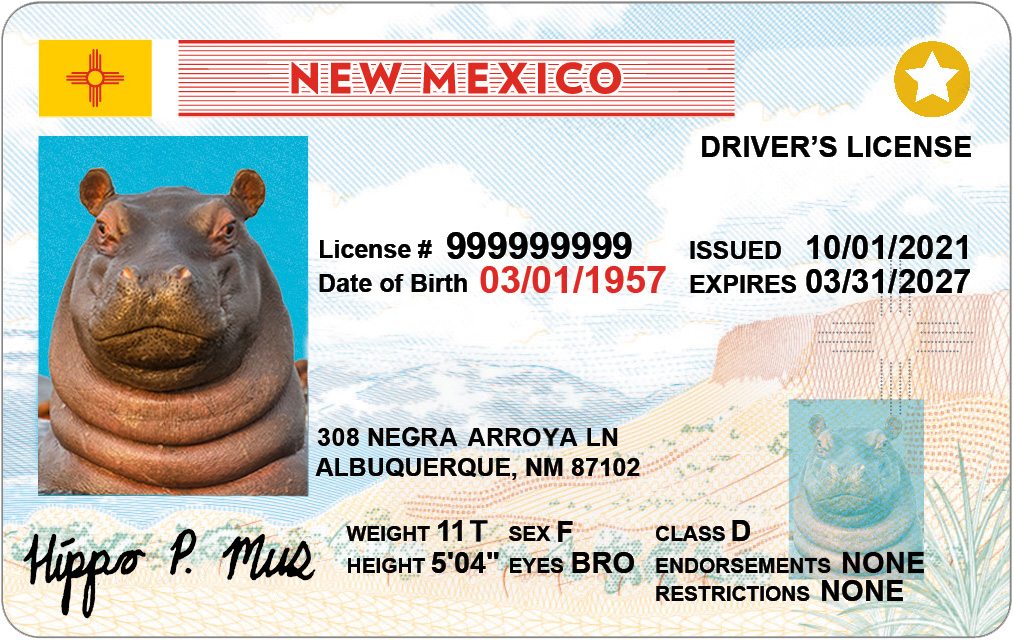 NEW MEXICO
DRIVER’S LICENSE
License # 999999999
Date of Birth 03/01/1957
ISSUED 10/01/2021
EXPIRES 03/31/2027
308 NEGRA ARROYA LN
ALBUQUERQUE, NM 87102
Hippo P. Mus
WEIGHT 11 T SEX F
HEIGHT 5'04" EYES BRO
CLASS D
ENDORSEMENTS NONE
RESTRICTIONS NONE